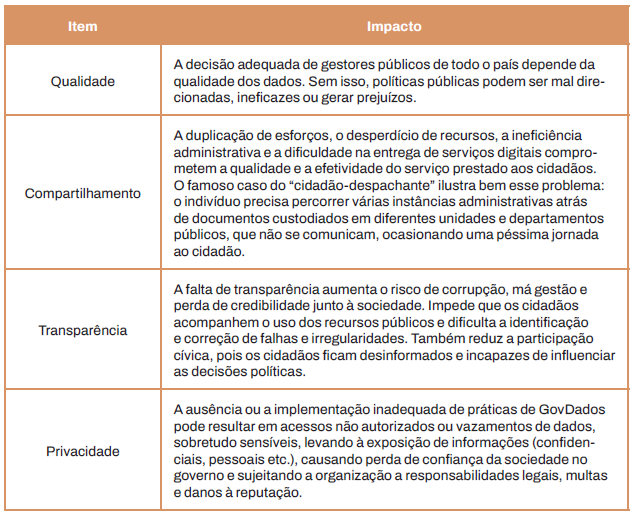 Item
Impacto
Qualidade
A decisão adequada de gestores públicos de todo o país depende da
qualidade dos dados. Sem isso, políticas públicas podem ser mal dire-
cionadas, ineficazes ou gerar prejuízos.
Compartilhamento
A duplicação de esforços, o desperdício de recursos, a ineficiência
administrativa e a dificuldade na entrega de serviços digitais compro-
metem a qualidade e a efetividade do serviço prestado aos cidadãos.
O famoso caso do “cidadão-despachante” ilustra bem esse problema:
o indivíduo precisa percorrer várias instâncias administrativas atrás
de documentos custodiados em diferentes unidades e departamentos
públicos, que não se comunicam, ocasionando uma péssima jornada
ao cidadão.
Transparência
A falta de transparência aumenta o risco de corrupção, má gestão e
perda de credibilidade junto à sociedade. Impede que os cidadãos
acompanhem o uso dos recursos públicos e dificulta a identificação
e correção de falhas e irregularidades. Também reduz a participação
cívica, pois os cidadãos ficam desinformados e incapazes de influenciar
as decisões políticas.
Privacidade
A ausência ou a implementação inadequada de práticas de GovDados
pode resultar em acessos não autorizados ou vazamentos de dados,
sobretudo sensíveis, levando à exposição de informações (confiden-
ciais, pessoais etc.), causando perda de confiança da sociedade no
governo e sujeitando a organização a responsabilidades legais, multas
e danos à reputação.